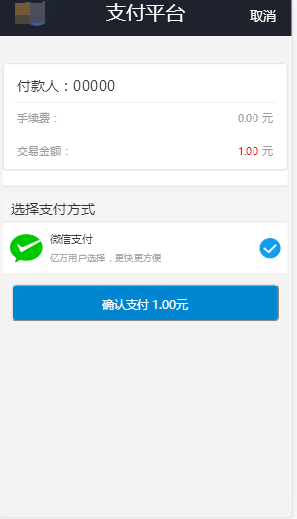 支付平台
取消
付款人：00000
手续费：
0.00 元
交易金额：
1.00 元
选择支付方式
微信支付
亿万用户选择，更快更方便
确认支付 1.00元